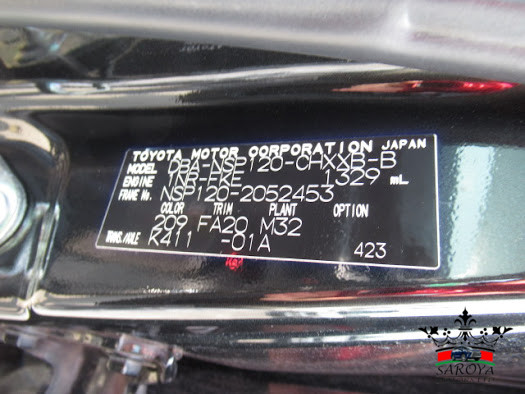 TOYOTA MOTOR CORPORATION JAPAN
MODEL DBA-NSP120-CHXXB-B
ENGINE 1NR-FKE 1329 mL
FRAME No. NSP120-2052453
COLOR TRIM PLANT OPTION
209 FA20 M32
TRANS./AXLE K411 -01A
423
SAROYA